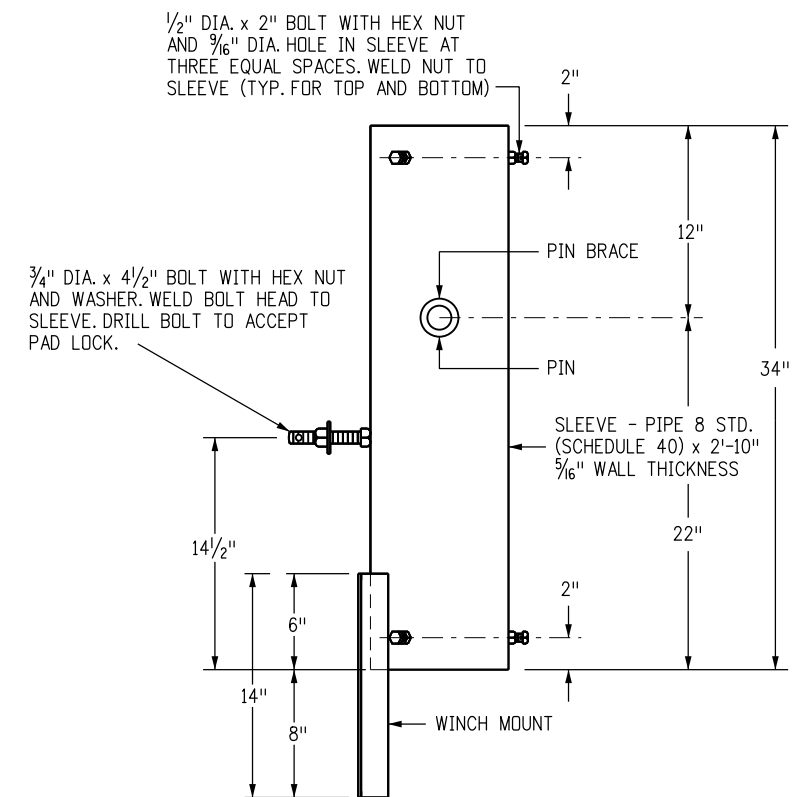 ½" DIA. x 2" BOLT WITH HEX NUT
AND 9⁄16" DIA. HOLE IN SLEEVE AT
THREE EQUAL SPACES. WELD NUT TO
SLEEVE (TYP. FOR TOP AND BOTTOM)
2"
12"
PIN BRACE
¾" DIA. x 4½" BOLT WITH HEX NUT
AND WASHER. WELD BOLT HEAD TO
SLEEVE. DRILL BOLT TO ACCEPT
PAD LOCK.
PIN
34"
SLEEVE - PIPE 8 STD.
(SCHEDULE 40) x 2'-10"
5⁄16" WALL THICKNESS
22"
14½"
2"
6"
14"
WINCH MOUNT
8"